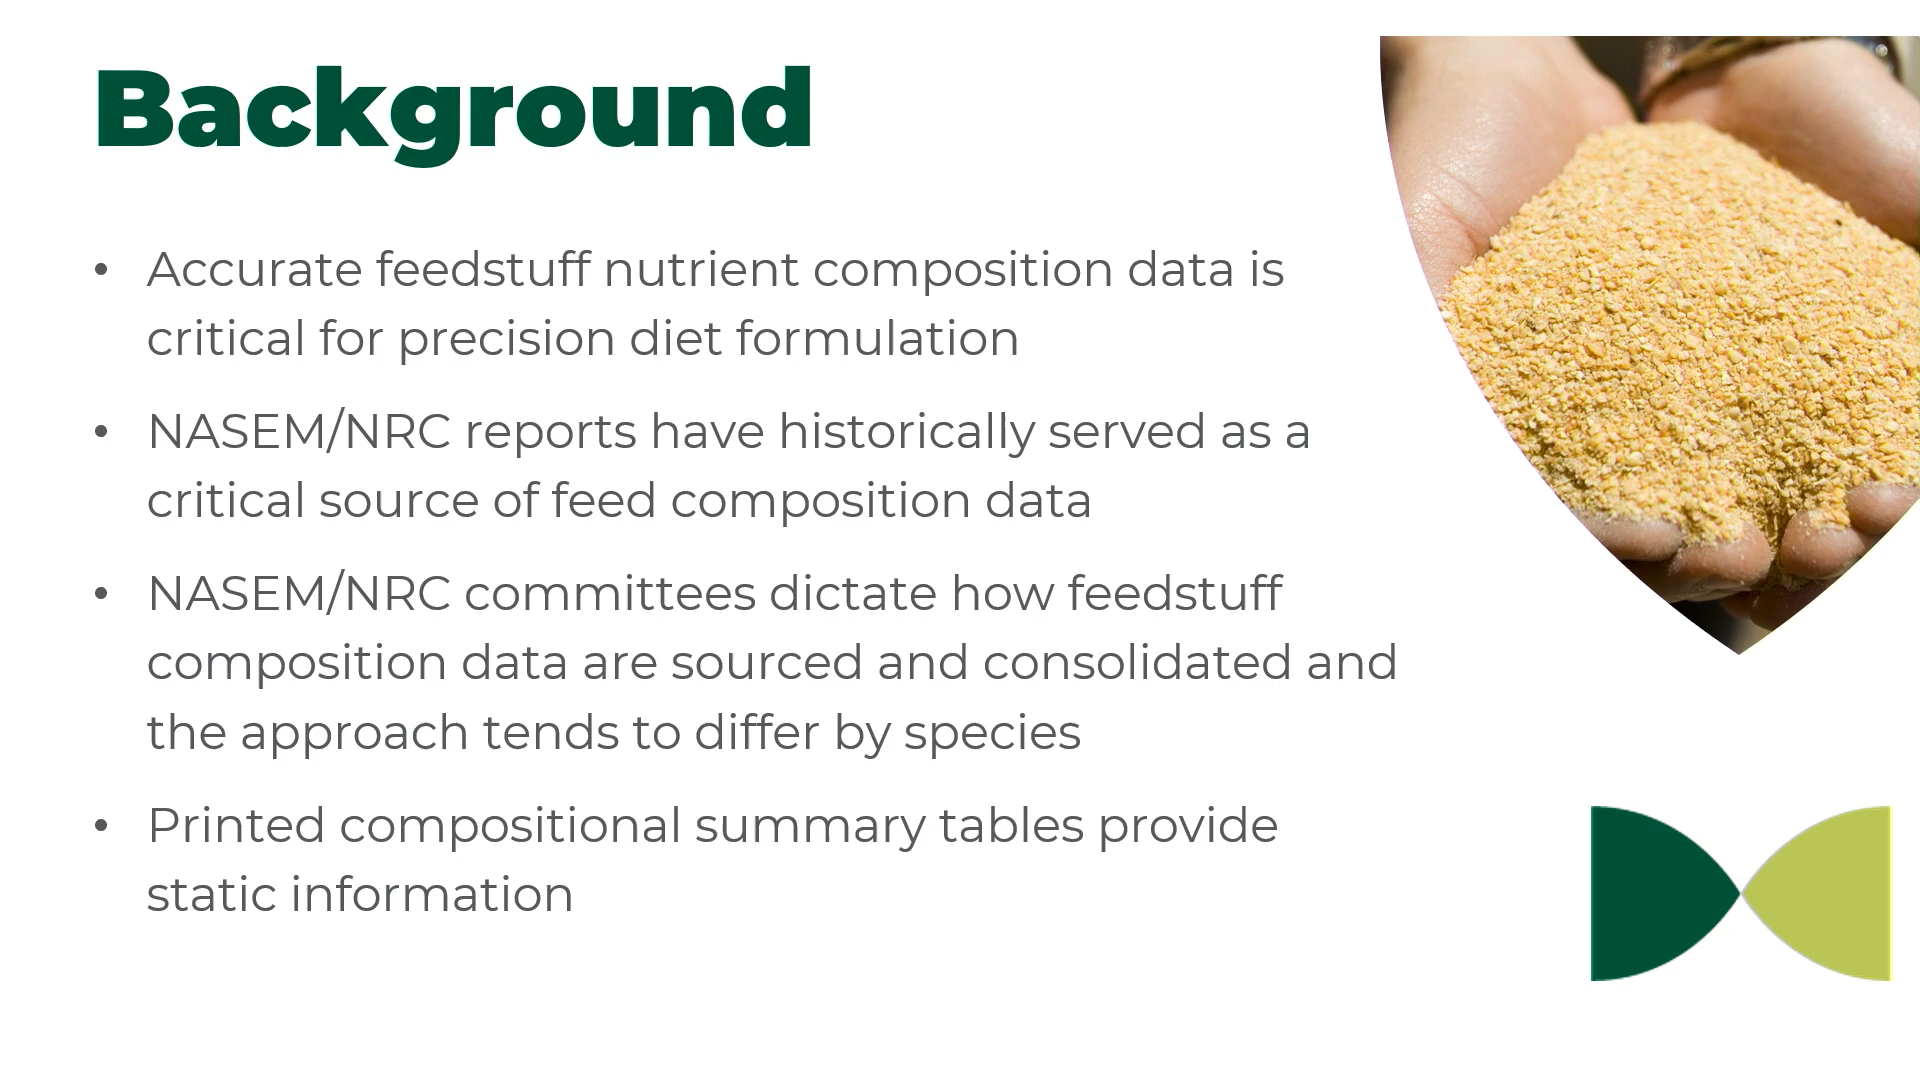 Background
• Accurate feedstuff nutrient composition data is
critical for precision diet formulation
• NASEM/NRC reports have historically served as a
critical source of feed composition data
• NASEM/NRC committees dictate how feedstuff
composition data are sourced and consolidated and
the approach tends to differ by species
• Printed compositional summary tables provide
static information